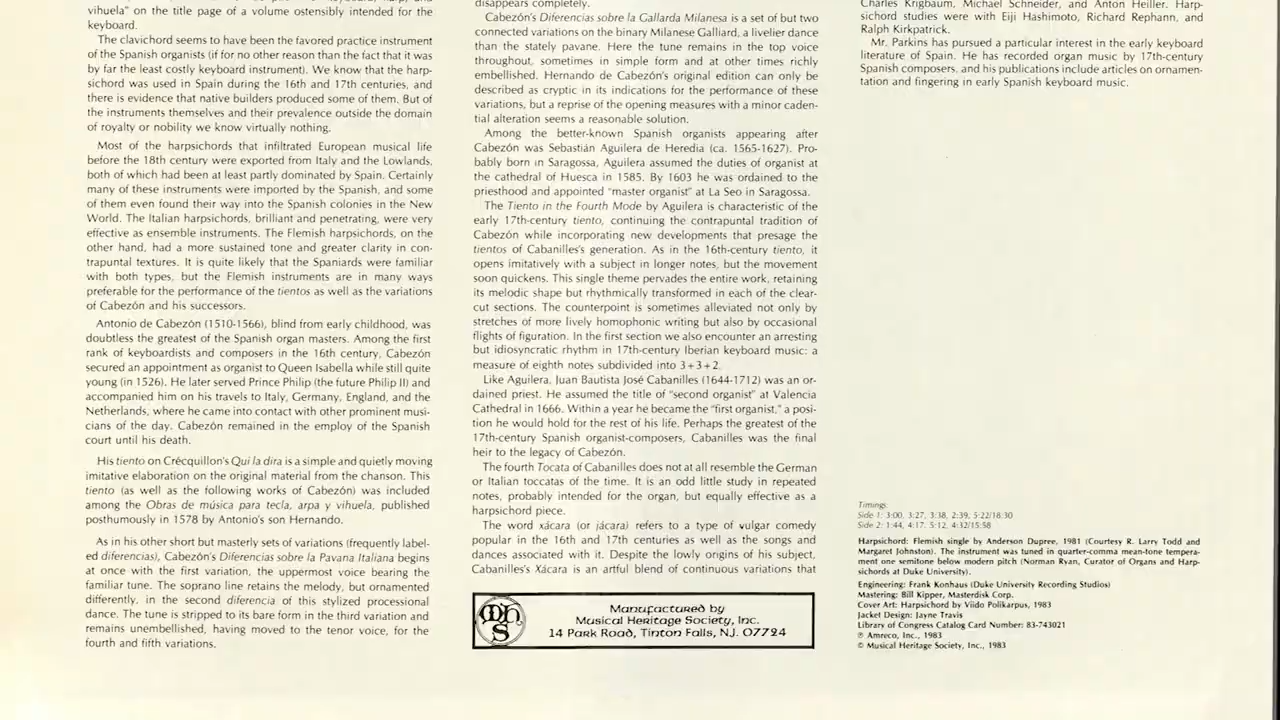 vihuela" on the title page of a volume ostensibly intended for the
keyboard.
The clavichord seems to have been the favored practice instrument
of the Spanish organists (if for no other reason than the fact that it was
by far the least costly keyboard instrument). We know that the harp-
sichord was used in Spain during the 16th and 17th centuries, and
there is evidence that native builders produced some of them. But of
the instruments themselves and their prevalence outside the domain
of royalty or nobility we know virtually nothing.
Most of the harpsichords that infiltrated European musical life
before the 18th century were exported from Italy and the Lowlands,
both of which had been at least partly dominated by Spain. Certainly
many of these instruments were imported by the Spanish, and some
of them even found their way into the Spanish colonies in the New
World. The Italian harpsichords, brilliant and penetrating, were very
effective as ensemble instruments. The Flemish harpsichords, on the
other hand, had a more sustained tone and greater clarity in con-
trapuntal textures. It is quite likely that the Spaniards were familiar
with both types, but the Flemish instruments are in many ways
preferable for the performance of the tientos as well as the variations
of Cabezón and his successors.
Antonio de Cabezón (1510-1566), blind from early childhood, was
doubtless the greatest of the Spanish organ masters. Among the first
rank of keyboardists and composers in the 16th century, Cabezón
secured an appointment as organist to Queen Isabella while still quite
young (in 1526). He later served Prince Philip (the future Philip II) and
accompanied him on his travels to Italy, Germany, England, and the
Netherlands, where he came into contact with other prominent musi-
cians of the day. Cabezón remained in the employ of the Spanish
court until his death.
His tiento on Crécquillon's Qui la dira is a simple and quietly moving
imitative elaboration on the original material from the chanson. This
tiento (as well as the following works of Cabezón) was included
among the Obras de música para tecla, arpa y vihuela, published
posthumously in 1578 by Antonio's son Hernando.
As in his other short but masterly sets of variations (frequently label-
ed diferencias), Cabezón's Diferencias sobre la Pavana Italiana begins
at once with the first variation, the uppermost voice bearing the
familiar tune. The soprano line retains the melody, but ornamented
differently, in the second diferencia of this stylized processional
dance. The tune is stripped to its bare form in the third variation and
remains unembellished, having moved to the tenor voice, for the
fourth and fifth variations.
disappears completely.
Cabezón's Diferencias sobre la Gallarda Milanesa is a set of but two
connected variations on the binary Milanese Galliard, a livelier dance
than the stately pavane. Here the tune remains in the top voice
throughout, sometimes in simple form and at other times richly
embellished. Hernando de Cabezón's original edition can only be
described as cryptic in its indications for the performance of these
variations, but a reprise of the opening measures with a minor caden-
tial alteration seems a reasonable solution.
Among the better-known Spanish organists appearing after
Cabezón was Sebastián Aguilera de Heredia (ca. 1565-1627). Pro-
bably born in Saragossa, Aguilera assumed the duties of organist at
the cathedral of Huesca in 1585. By 1603 he was ordained to the
priesthood and appointed "master organist" at La Seo in Saragossa.
The Tiento in the Fourth Mode by Aguilera is characteristic of the
early 17th-century tiento, continuing the contrapuntal tradition of
Cabezón while incorporating new developments that presage the
tientos of Cabanilles's generation. As in the 16th-century tiento, it
opens imitatively with a subject in longer notes, but the movement
soon quickens. This single theme pervades the entire work, retaining
its melodic shape but rhythmically transformed in each of the clear-
cut sections. The counterpoint is sometimes alleviated not only by
stretches of more lively homophonic writing but also by occasional
flights of figuration. In the first section we also encounter an arresting
but idiosyncratic rhythm in 17th-century Iberian keyboard music: a
measure of eighth notes subdivided into 3+3+2.
Like Aguilera, Juan Bautista José Cabanilles (1644-1712) was an or-
dained priest. He assumed the title of "second organist" at Valencia
Cathedral in 1666. Within a year he became the "first organist," a posi-
tion he would hold for the rest of his life. Perhaps the greatest of the
17th-century Spanish organist-composers, Cabanilles was the final
heir to the legacy of Cabezón.
The fourth Tocata of Cabanilles does not at all resemble the German
or Italian toccatas of the time. It is an odd little study in repeated
notes, probably intended for the organ, but equally effective as a
harpsichord piece.
The word xácara (or jácara) refers to a type of vulgar comedy
popular in the 16th and 17th centuries as well as the songs and
dances associated with it. Despite the lowly origins of his subject,
Cabanilles's Xácara is an artful blend of continuous variations that
mhs
Manufactured by
Musical Heritage Society, Inc.
14 Park Road, Tinton Falls, N.J. 07724
Charles Krigbaum, Michael Schneider, and Anton Heiller. Harp-
sichord studies were with Eiji Hashimoto, Richard Rephann, and
Ralph Kirkpatrick.
Mr. Parkins has pursued a particular interest in the early keyboard
literature of Spain. He has recorded organ music by 17th-century
Spanish composers, and his publications include articles on ornamen-
tation and fingering in early Spanish keyboard music.
Timings:
Side 1: 3:00, 3:27, 3:38, 2:39, 5:22/18:30
Side 2: 1:44, 4:17, 5:12, 4:32/15:58
Harpsichord: Flemish single by Anderson Dupree, 1981 (Courtesy R. Larry Todd and
Margaret Johnston). The instrument was tuned in quarter-comma mean-tone tempera-
ment one semitone below modern pitch (Norman Ryan, Curator of Organs and Harp-
sichords at Duke University).
Engineering: Frank Konhaus (Duke University Recording Studios)
Mastering: Bill Kipper, Masterdisk Corp.
Cover Art: Harpsichord by Viido Polikarpus, 1983
Jacket Design: Jayne Travis
Library of Congress Catalog Card Number: 83-743021
℗ Amreco, Inc., 1983
© Musical Heritage Society, Inc., 1983